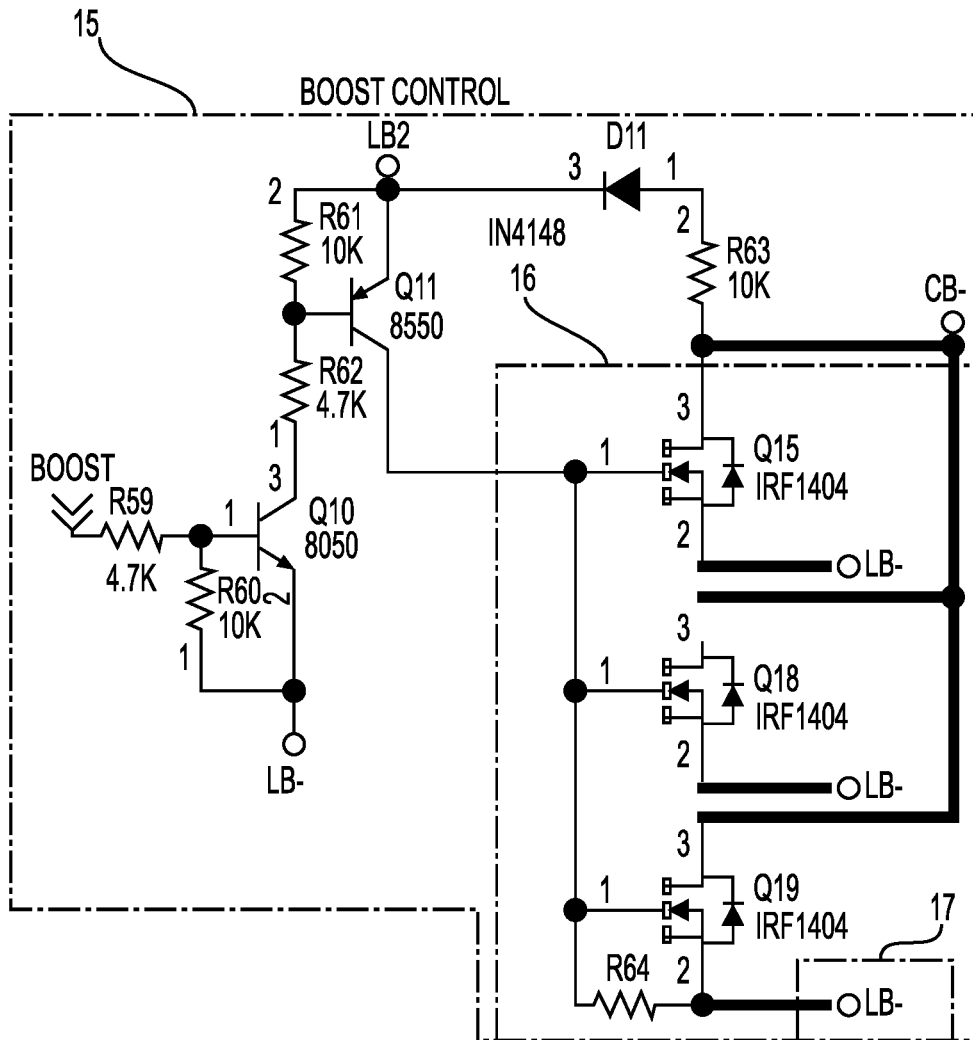 15
BOOST CONTROL
LB2
D11
3
1
2
R61
10K
2
IN4148
16
R63
10K
CB-
Q11
8550
R62
4.7K
1
3
BOOST
R59
4.7K
1
3
Q10
8050
1
Q15
IRF1404
2
LB-
R60
10K
2
1
LB-
3
1
Q18
IRF1404
2
LB-
3
1
Q19
IRF1404
17
R64
2
LB-